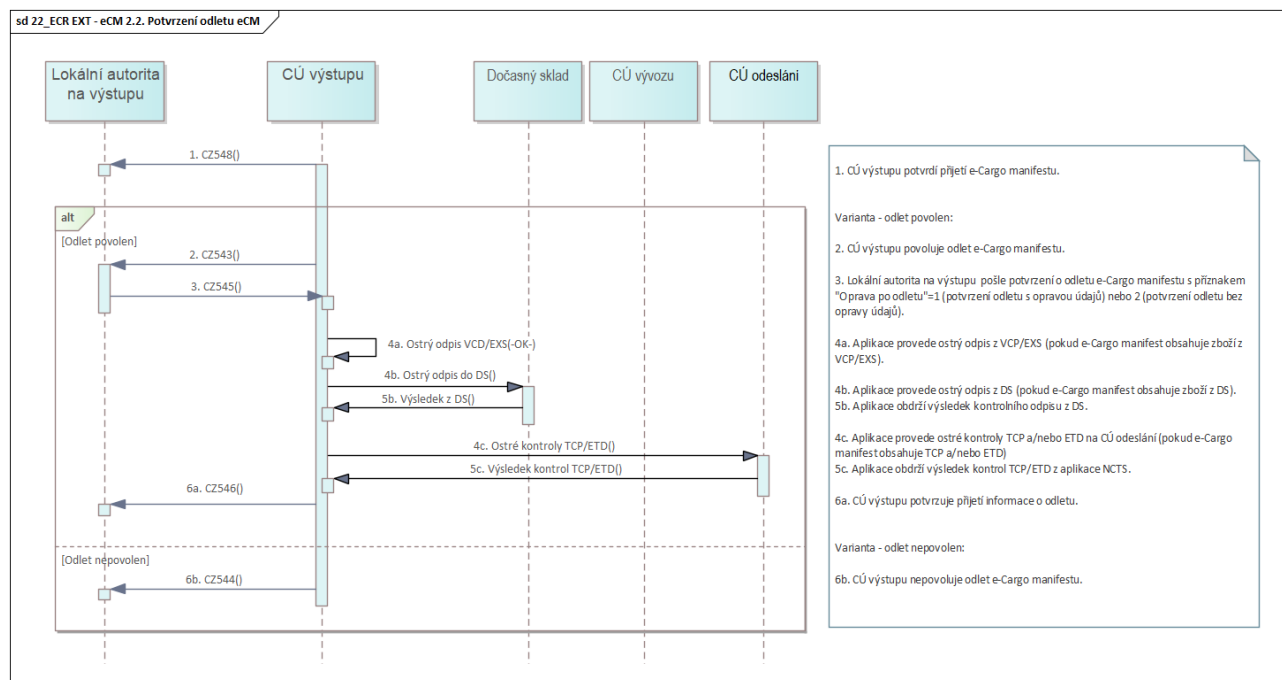 sd 22_ECR EXT - eCM 2.2. Potvrzení odletu eCM
Lokální autorita
na výstupu
CÚ výstupu
Dočasný sklad
CÚ vývozu
CÚ odeslání
1. CZ548()
alt
[Odlet povolen]
2. CZ543()
3. CZ545()
4a. Ostrý odpis VCD/EXS(-OK-)
4b. Ostrý odpis do DS()
5b. Výsledek z DS()
4c. Ostré kontroly TCP/ETD()
5c. Výsledek kontrol TCP/ETD()
6a. CZ546()
[Odlet nepovolen]
6b. CZ544()
1. CÚ výstupu potvrdí přijetí e-Cargo manifestu.
Varianta - odlet povolen:
2. CÚ výstupu povoluje odlet e-Cargo manifestu.
3. Lokální autorita na výstupu pošle potvrzení o odletu e-Cargo manifestu s příznakem
"Oprava po odletu"=1 (potvrzení odletu s opravou údajů) nebo 2 (potvrzení odletu bez
opravy údajů).
4a. Aplikace provede ostrý odpis z VCP/EXS (pokud e-Cargo manifest obsahuje zboží z
VCP/EXS).
4b. Aplikace provede ostrý odpis z DS (pokud e-Cargo manifest obsahuje zboží z DS).
5b. Aplikace obdrží výsledek kontrolního odpisu z DS.
4c. Aplikace provede ostré kontroly TCP a/nebo ETD na CÚ odeslání (pokud e-Cargo
manifest obsahuje TCP a/nebo ETD)
5c. Aplikace obdrží výsledek kontrol TCP/ETD z aplikace NCTS.
6a. CÚ výstupu potvrzuje přijetí informace o odletu.
Varianta - odlet nepovolen:
6b. CÚ výstupu nepovoluje odlet e-Cargo manifestu.